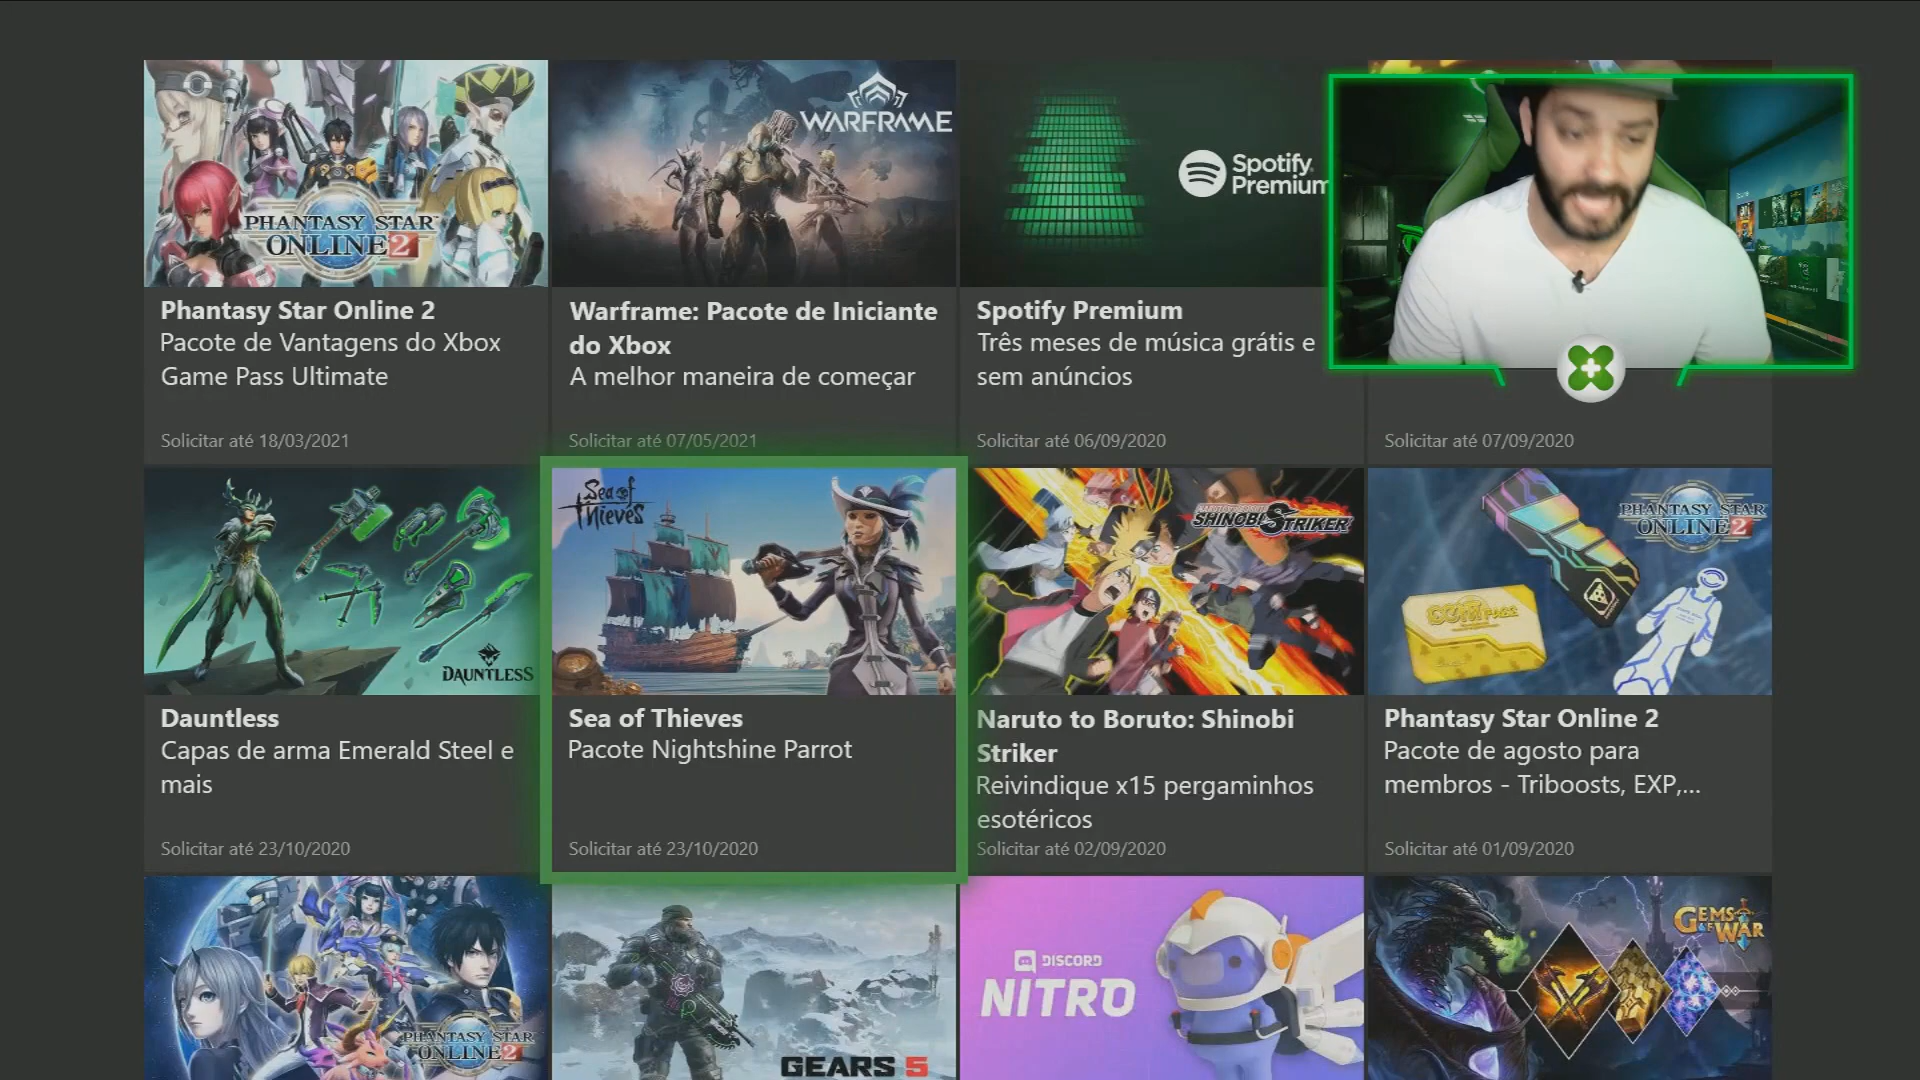 PHANTASY STAR
ONLINE 2
WARFRAME
Spotify
Premium
Phantasy Star Online 2
Pacote de Vantagens do Xbox
Game Pass Ultimate
Solicitar até 18/03/2021
Warframe: Pacote de Iniciante
do Xbox
A melhor maneira de começar
Solicitar até 07/05/2021
Spotify Premium
Três meses de música grátis e
sem anúncios
Solicitar até 06/09/2020
Solicitar até 07/09/2020
DAUNTLESS
Sea of
Thieves
SHINOBI STRIKER
PHANTASY STAR
ONLINE 2
Dauntless
Capas de arma Emerald Steel e
mais
Solicitar até 23/10/2020
Sea of Thieves
Pacote Nightshine Parrot
Solicitar até 23/10/2020
Naruto to Boruto: Shinobi
Striker
Reivindique x15 pergaminhos
esotéricos
Solicitar até 02/09/2020
Phantasy Star Online 2
Pacote de agosto para
membros - Triboosts, EXP,...
Solicitar até 01/09/2020
PHANTASY STAR
ONLINE 2
GEARS 5
DISCORD
NITRO
GEMS
OF WAR